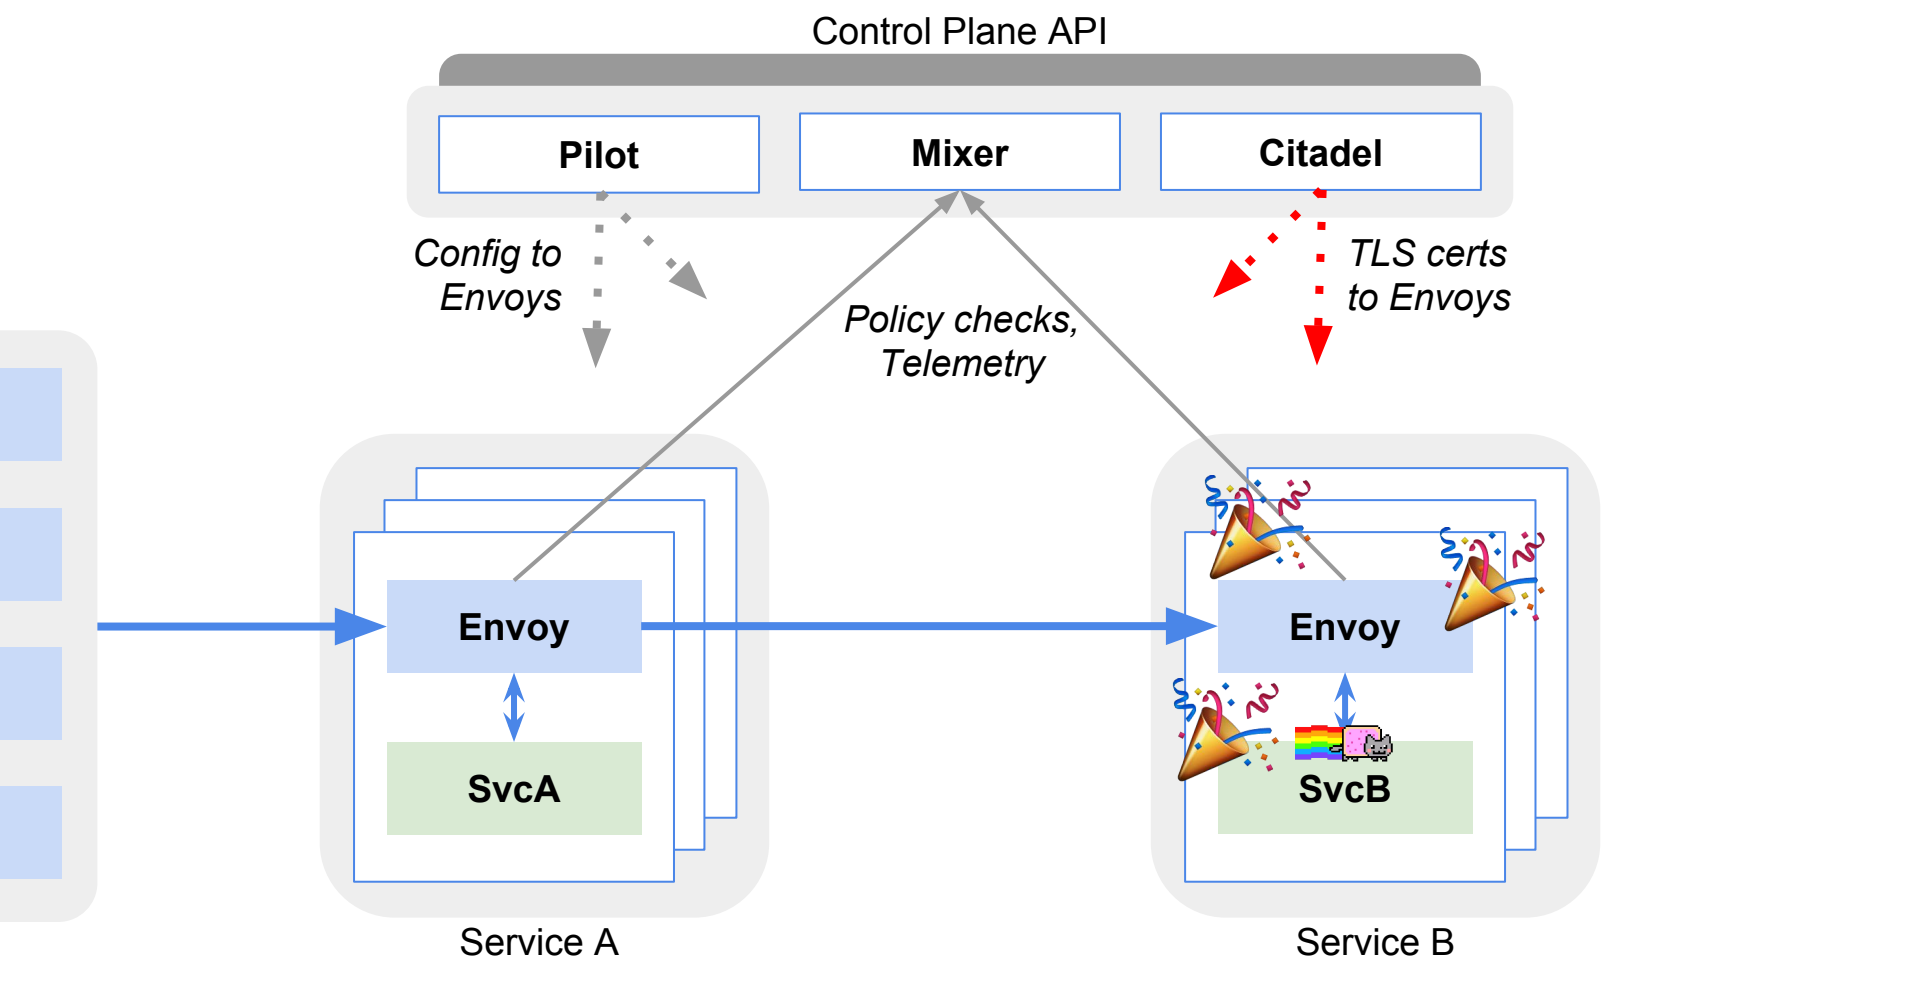 Control Plane API
Pilot
Mixer
Citadel
Config to
Envoys
Policy checks,
Telemetry
TLS certs
to Envoys
Envoy
SvcA
Service A
Envoy
SvcB
Service B